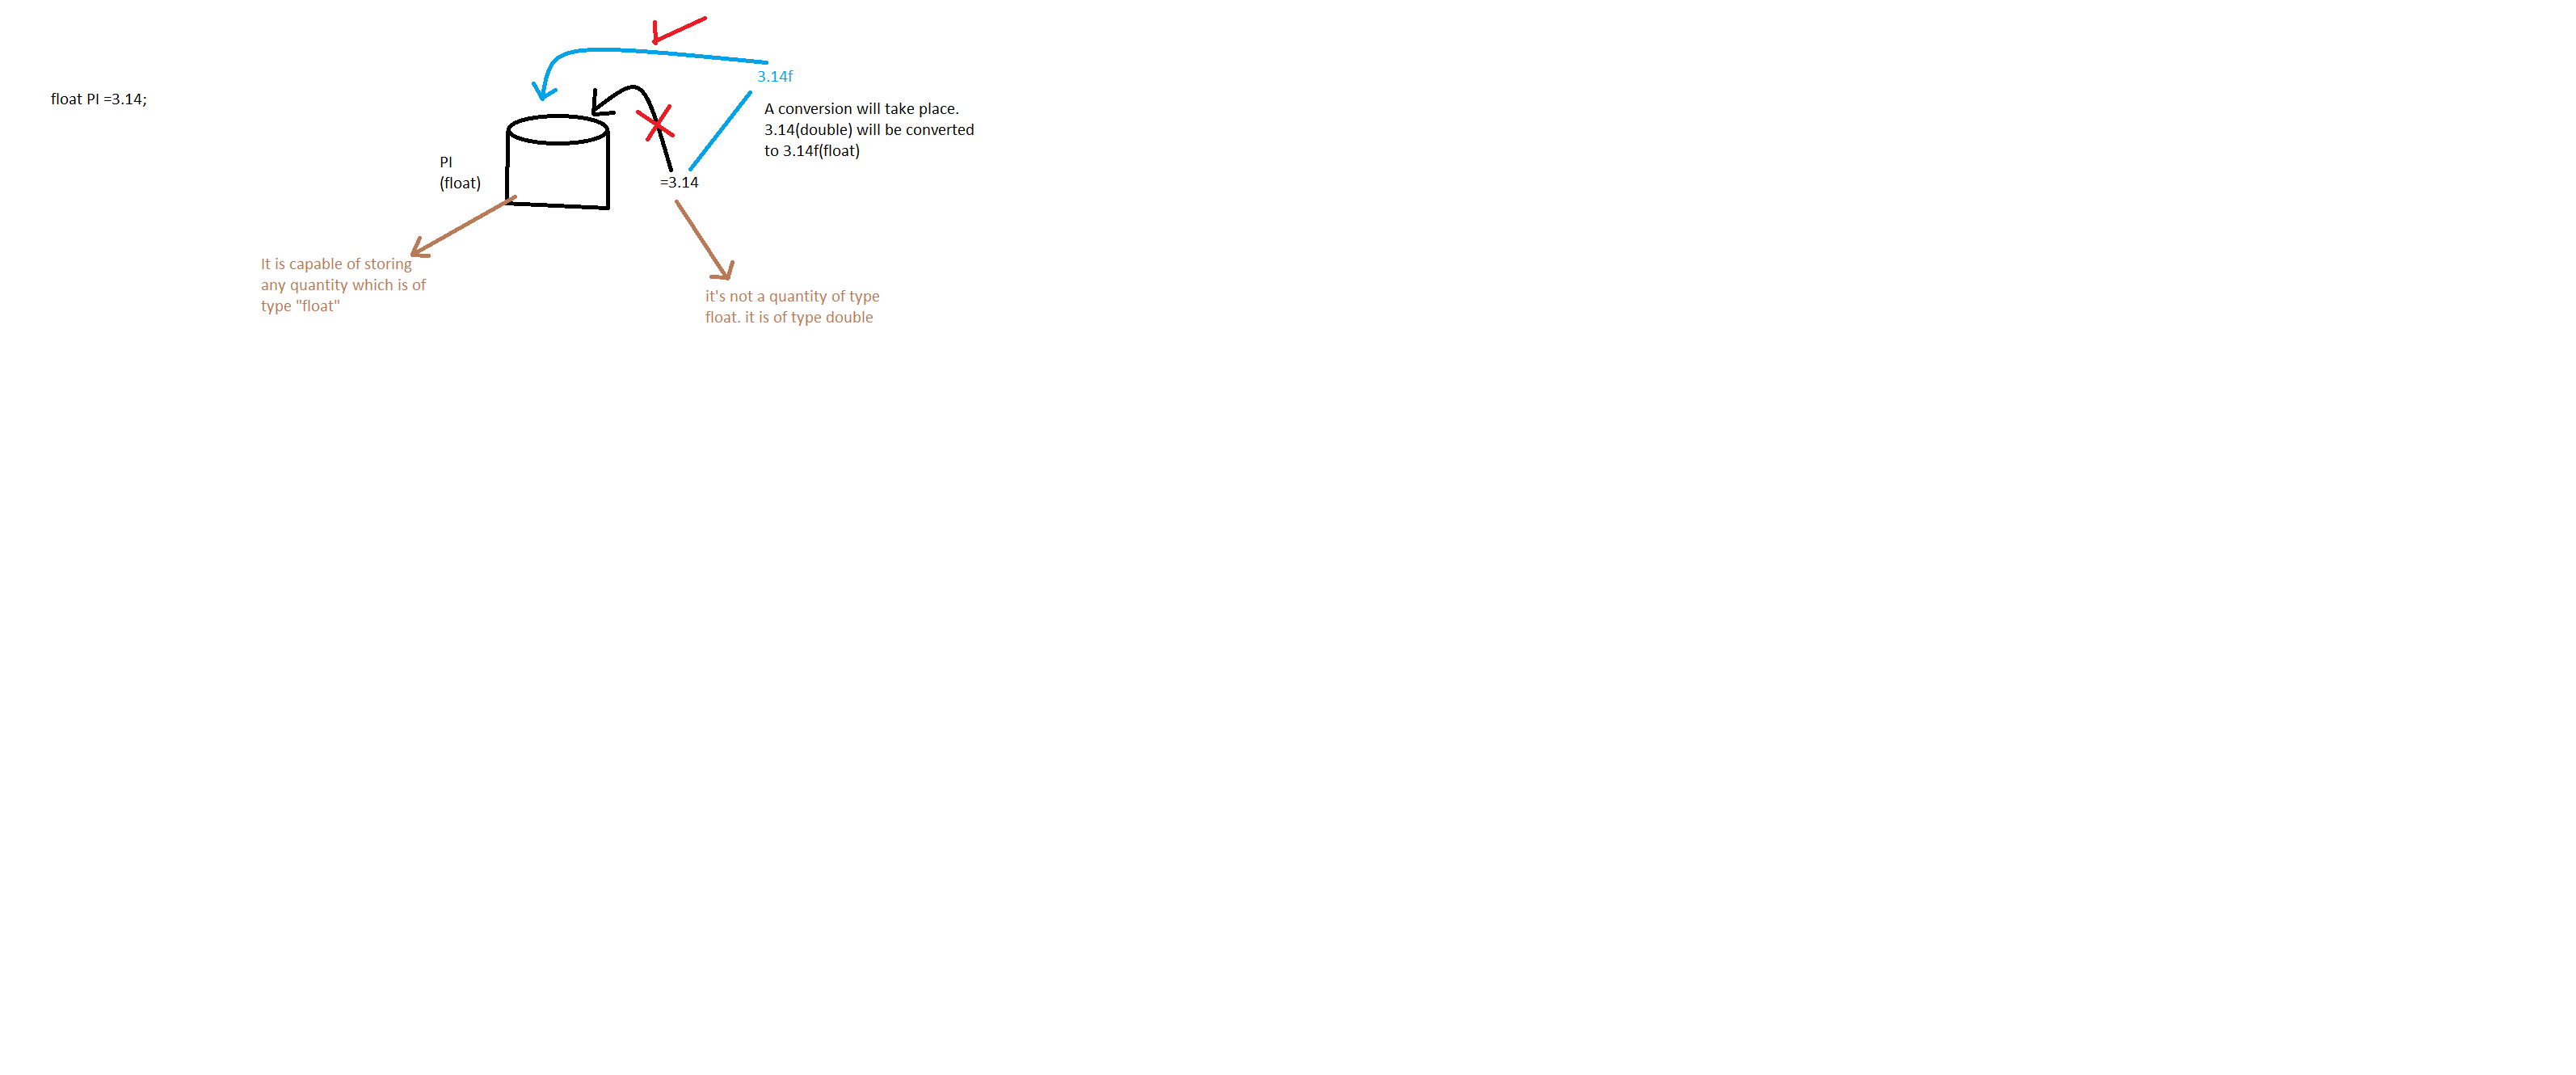 float PI =3.14;
3.14f
A conversion will take place.
3.14(double) will be converted
to 3.14f(float)
PI
(float)
=3.14
It is capable of storing
any quantity which is of
type "float"
it's not a quantity of type
float. it is of type double